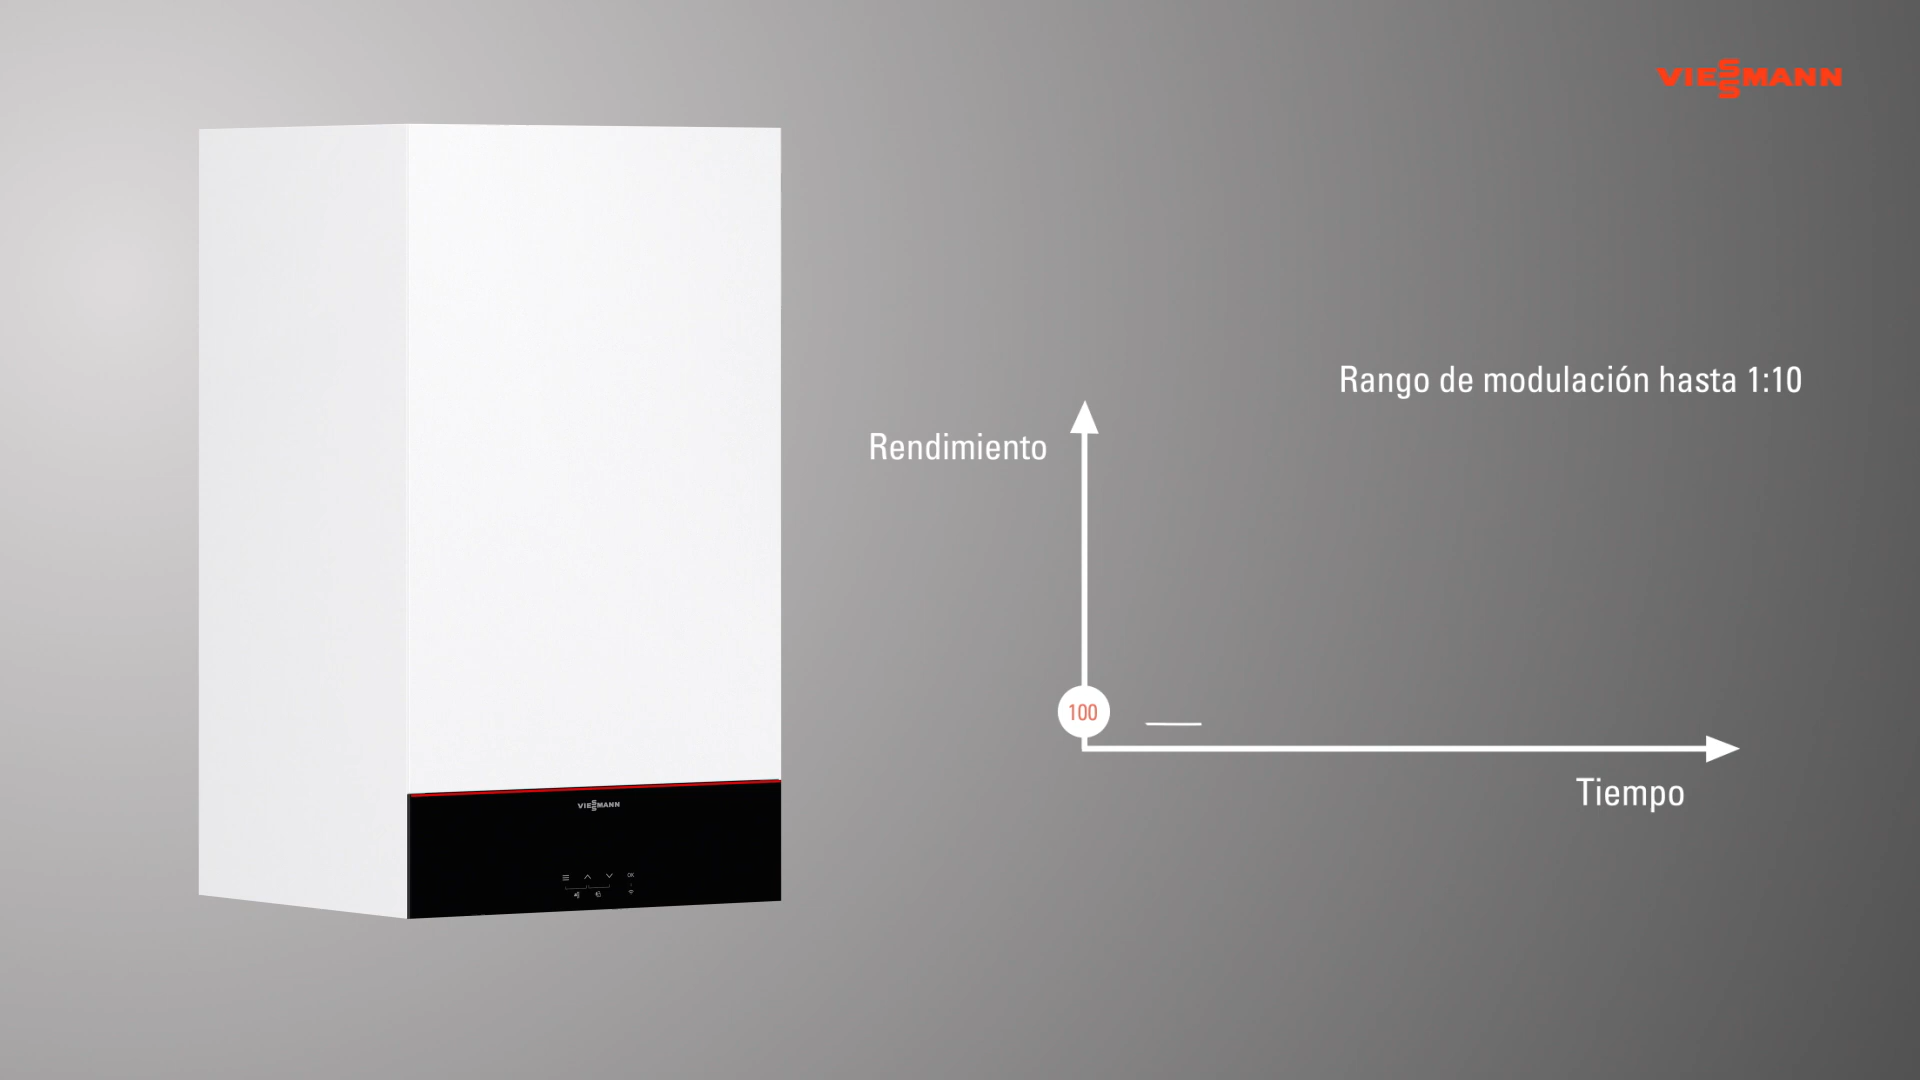 VIESSMANN
Rango de modulación hasta 1:10
Rendimiento
100
Tiempo
VIESSMANN
OK